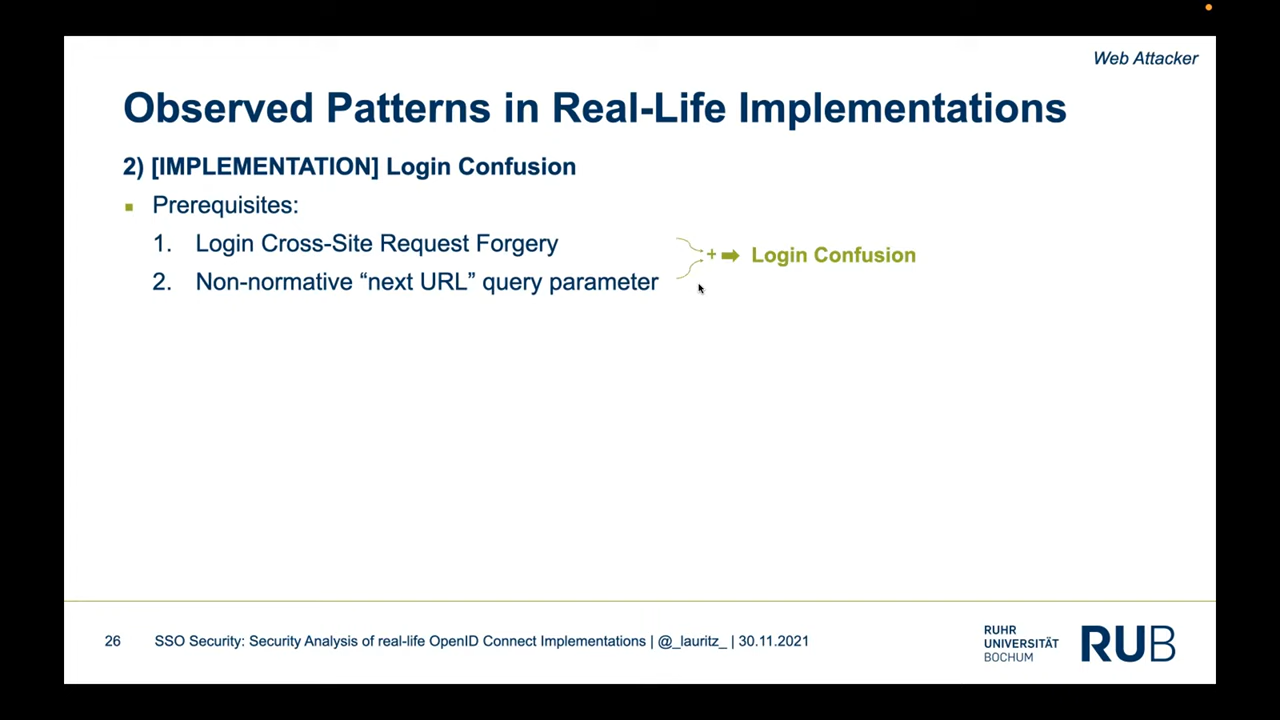 Web Attacker
Observed Patterns in Real-Life Implementations
2) [IMPLEMENTATION] Login Confusion
▪ Prerequisites:
1. Login Cross-Site Request Forgery
2. Non-normative “next URL” query parameter
+ ➡ Login Confusion
26 SSO Security: Security Analysis of real-life OpenID Connect Implementations | @_lauritz_ | 30.11.2021
RUHR
UNIVERSITÄT
BOCHUM
RUB